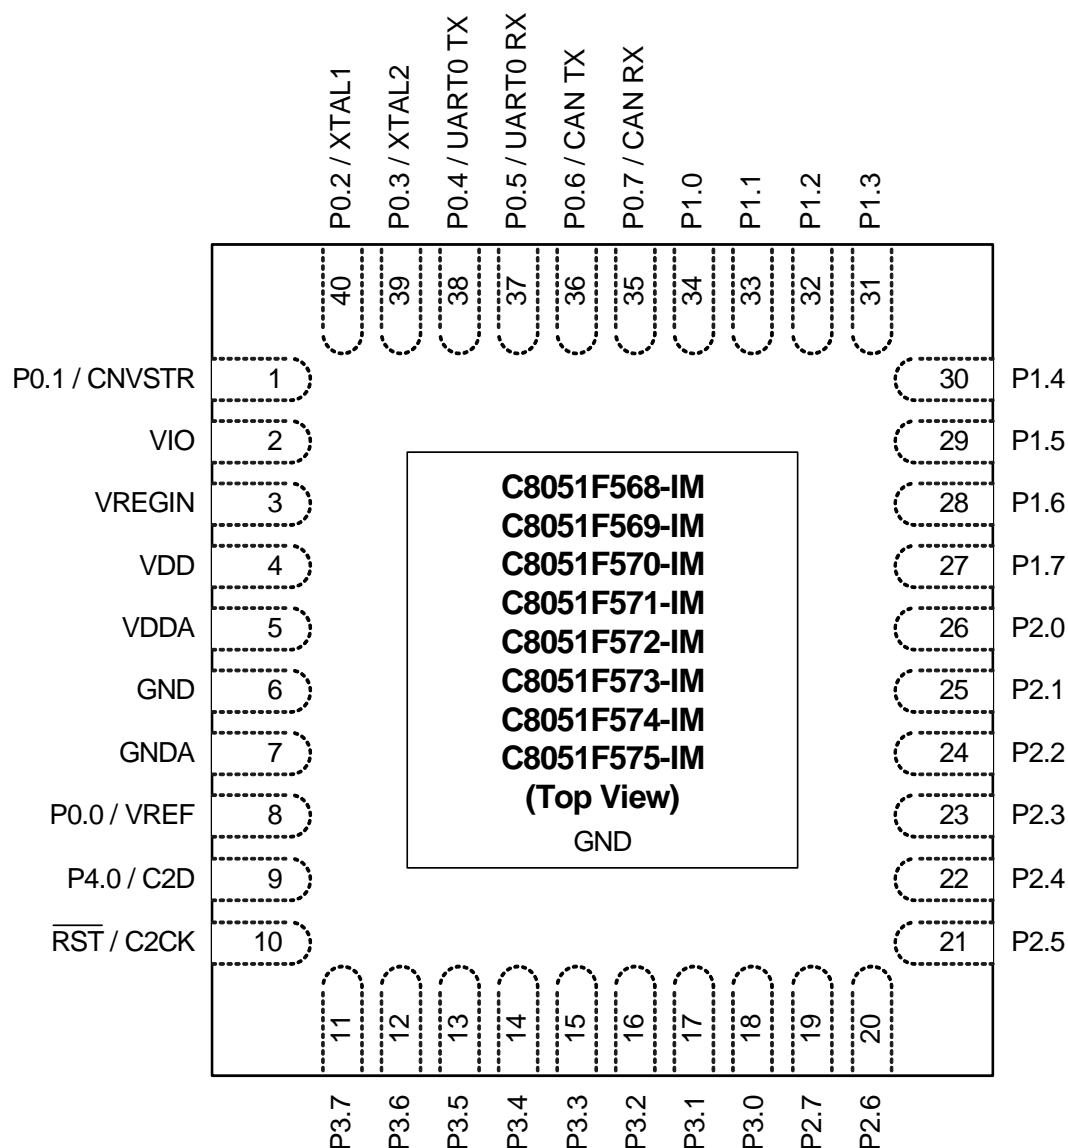 P0.2 / XTAL1
P0.3 / XTAL2
P0.4 / UART0 TX
P0.5 / UART0 RX
P0.6 / CAN TX
P0.7 / CAN RX
P1.0
P1.1
P1.2
P1.3
40
39
38
37
36
35
34
33
32
31
P0.1 / CNVSTR 1
VIO 2
VREGIN 3
VDD 4
VDDA 5
GND 6
GNDA 7
P0.0 / VREF 8
P4.0 / C2D 9
RST / C2CK 10
C8051F568-IM
C8051F569-IM
C8051F570-IM
C8051F571-IM
C8051F572-IM
C8051F573-IM
C8051F574-IM
C8051F575-IM
(Top View)
GND
30 P1.4
29 P1.5
28 P1.6
27 P1.7
26 P2.0
25 P2.1
24 P2.2
23 P2.3
22 P2.4
21 P2.5
11
12
13
14
15
16
17
18
19
20
P3.7
P3.6
P3.5
P3.4
P3.3
P3.2
P3.1
P3.0
P2.7
P2.6